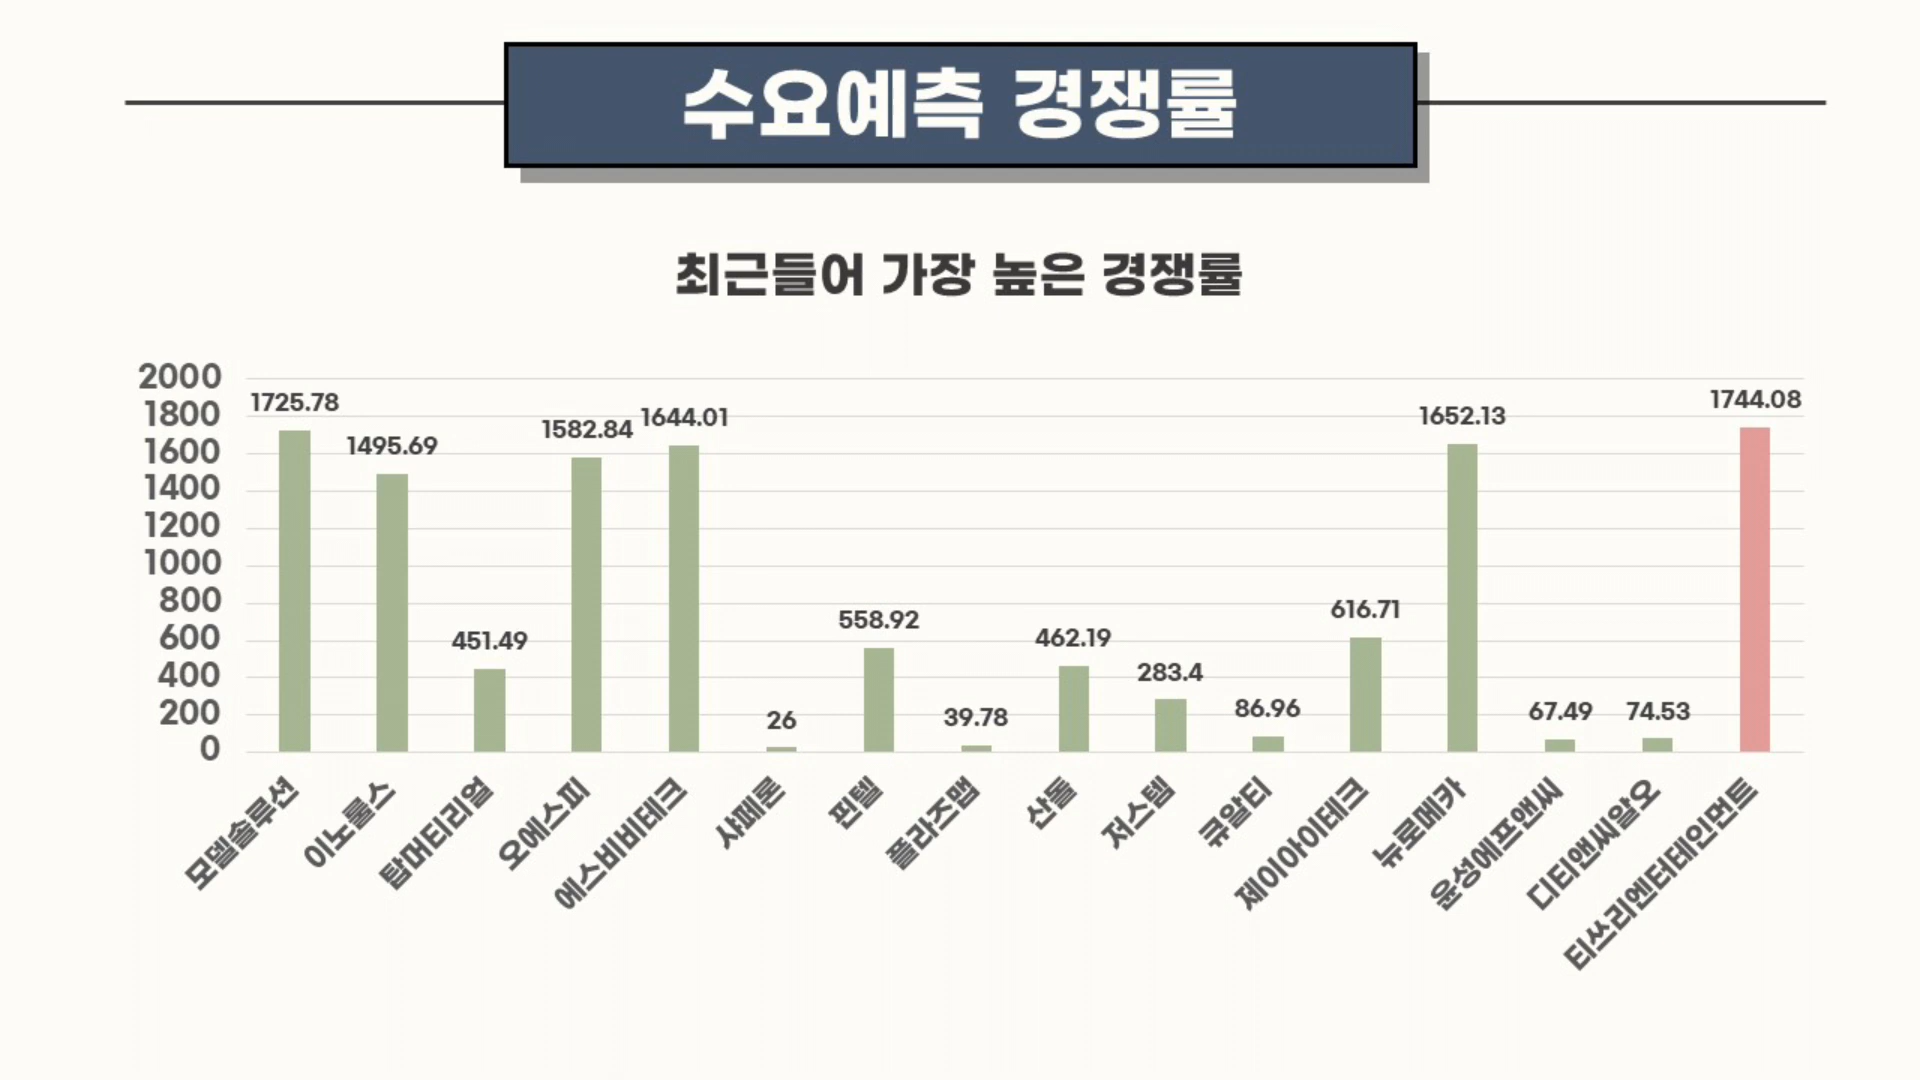 수요예측 경쟁률
최근들어 가장 높은 경쟁률
2000
1800
1600
1400
1200
1000
800
600
400
200
0
1725.78
1495.69
451.49
1582.84
1644.01
26
558.92
39.78
462.19
283.4
86.96
616.71
1652.13
67.49
74.53
1744.08
모델솔루션
이노룰스
탑머티리얼
오에스피
에스비비테크
샤페론
핀텔
플라즈맵
산돌
저스템
큐알티
제이아이테크
뉴로메카
윤성에프앤씨
디티앤씨알오
티쓰리엔터테인먼트